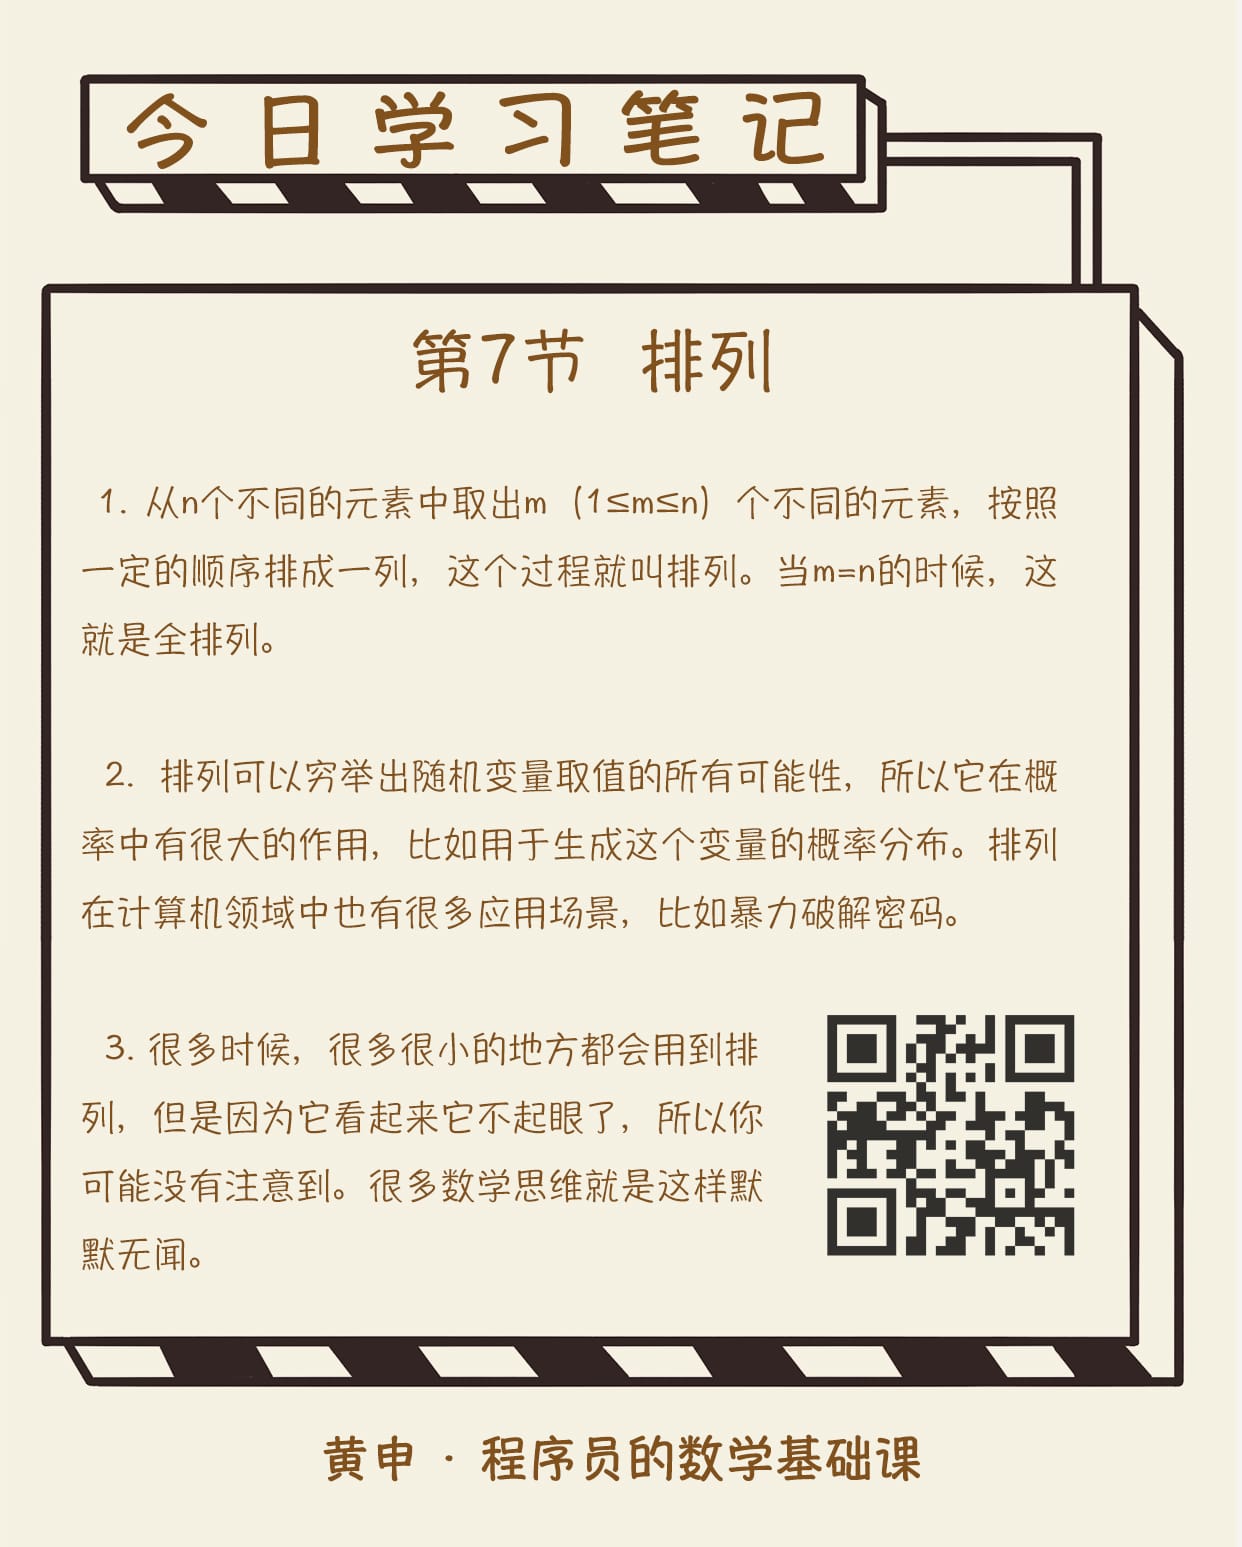 今日学习笔记
第7节 排列
1. 从n个不同的元素中取出m（1≤m≤n）个不同的元素，按照
一定的顺序排成一列，这个过程就叫排列。当m=n的时候，这
就是全排列。
2. 排列可以穷举出随机变量取值的所有可能性，所以它在概
率中有很大的作用，比如用于生成这个变量的概率分布。排列
在计算机领域中也有很多应用场景，比如暴力破解密码。
3. 很多时候，很多很小的地方都会用到排
列，但是因为它看起来它不起眼了，所以你
可能没有注意到。很多数学思维就是这样默
默无闻。
黄申 · 程序员的数学基础课